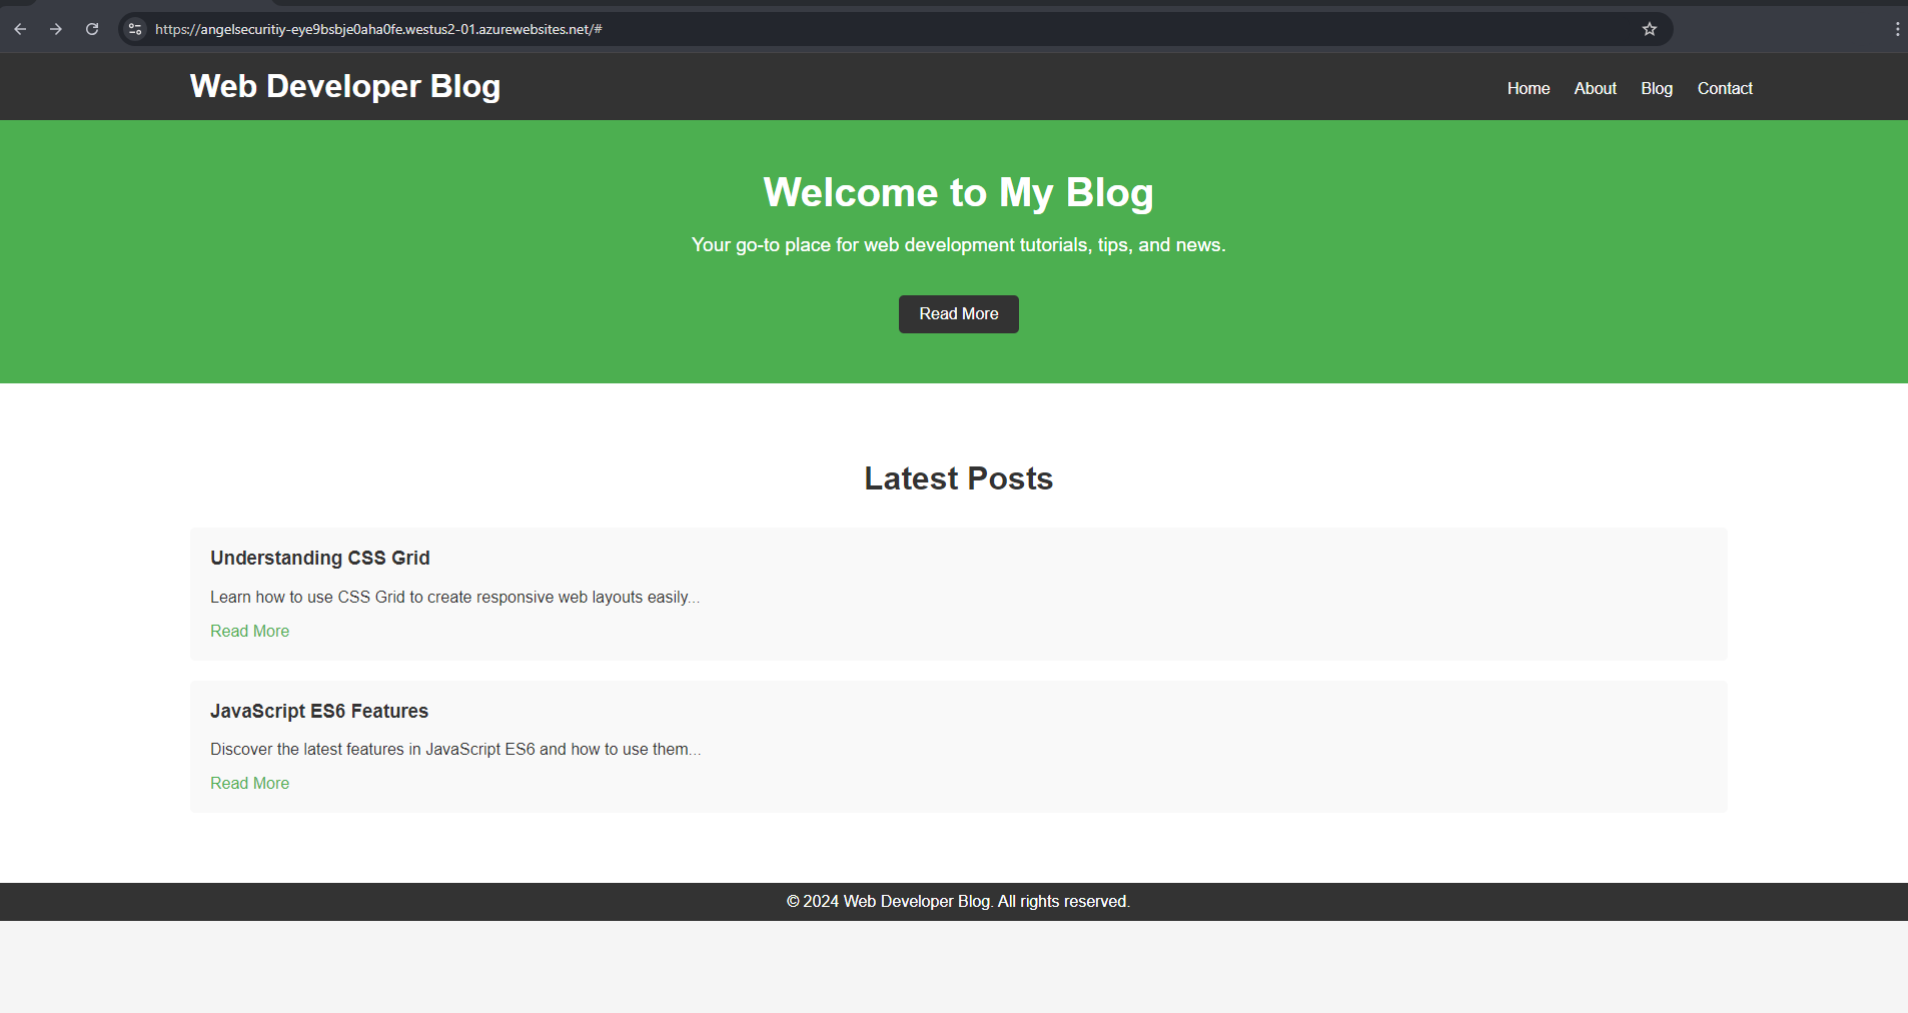 https://angelsecuritiy-eye9bsbje0aha0fe.westus2-01.azurewebsites.net/#
Web Developer Blog
Home About Blog Contact
Welcome to My Blog
Your go-to place for web development tutorials, tips, and news.
Read More
Latest Posts
Understanding CSS Grid
Learn how to use CSS Grid to create responsive web layouts easily...
Read More
JavaScript ES6 Features
Discover the latest features in JavaScript ES6 and how to use them...
Read More
© 2024 Web Developer Blog. All rights reserved.